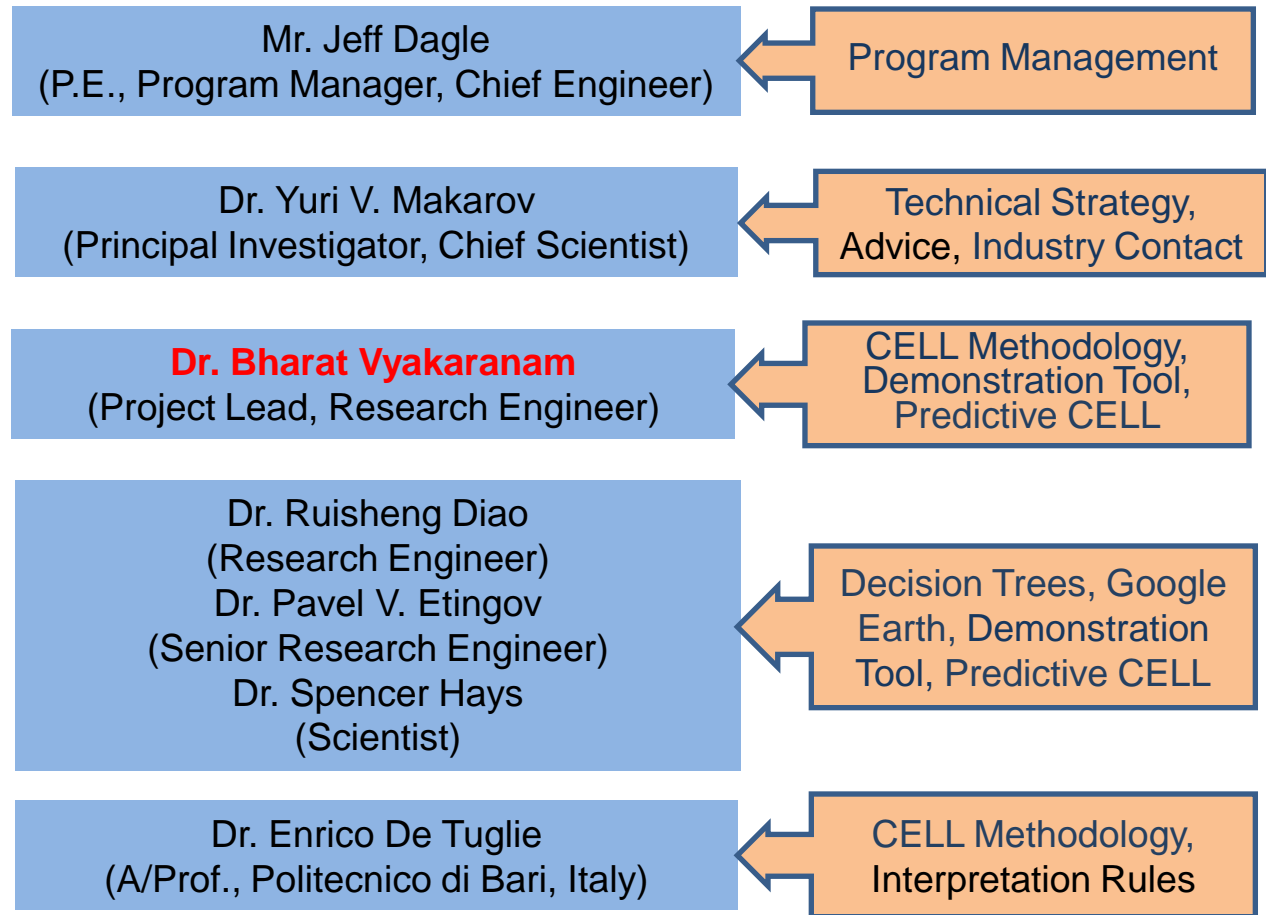 Mr. Jeff Dagle
(P.E., Program Manager, Chief Engineer)
Program Management
Dr. Yuri V. Makarov
(Principal Investigator, Chief Scientist)
Technical Strategy,
Advice, Industry Contact
Dr. Bharat Vyakaranam
(Project Lead, Research Engineer)
CELL Methodology,
Demonstration Tool,
Predictive CELL
Dr. Ruisheng Diao
(Research Engineer)
Dr. Pavel V. Etingov
(Senior Research Engineer)
Dr. Spencer Hays
(Scientist)
Decision Trees, Google
Earth, Demonstration
Tool, Predictive CELL
Dr. Enrico De Tuglie
(A/Prof., Politecnico di Bari, Italy)
CELL Methodology,
Interpretation Rules